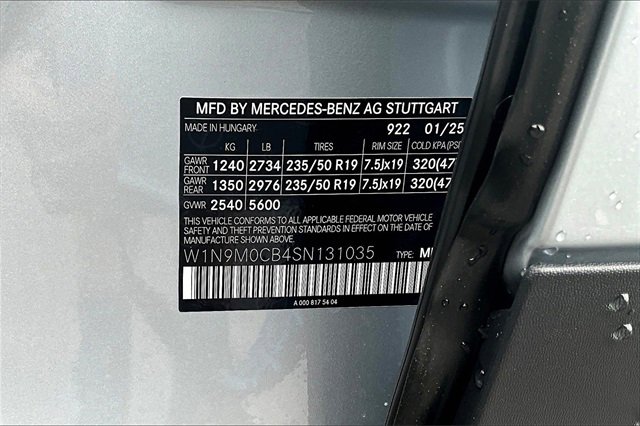 MFD BY MERCEDES-BENZ AG STUTTGART
MADE IN HUNGARY 922 01/25
KG LB TIRES RIM SIZE COLD KPA (PSI
GAWR FRONT 1240 2734 235/50 R19 7.5Jx19 320(47
GAWR REAR 1350 2976 235/50 R19 7.5Jx19 320(47
GVWR 2540 5600
THIS VEHICLE CONFORMS TO ALL APPLICABLE FEDERAL MOTOR VEHICLE
SAFETY AND THEFT PREVENTION STANDARDS IN EFFECT ON THE DATE OF
MANUFACTURE SHOWN ABOVE.
W1N9M0CB4SN131035 TYPE:
A 000 817 54 04